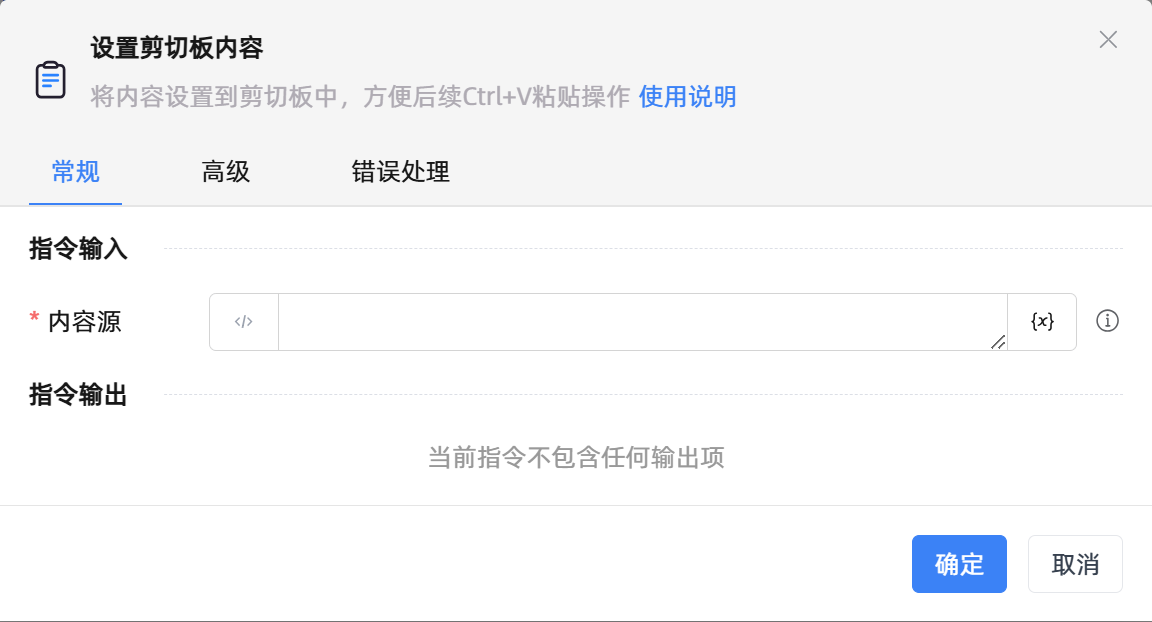 设置剪切板内容
将内容设置到剪切板中，方便后续Ctrl+V粘贴操作 使用说明
常规 高级 错误处理
指令输入
* 内容源 </> {x}
指令输出
当前指令不包含任何输出项
确定 取消